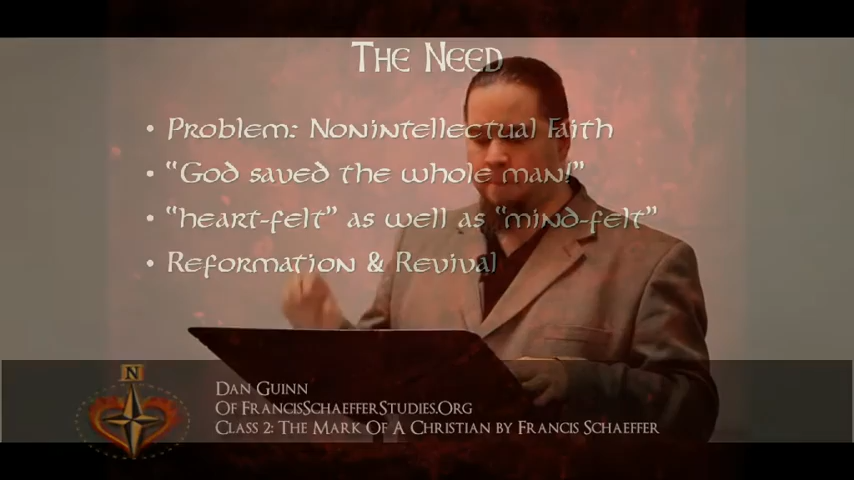 The Need
• Problem: Nonintellectual Faith
• "God saved the whole man!"
• "heart-felt" as well as "mind-felt"
• Reformation & Revival
N
Dan Guinn
Of FrancisSchaefferStudies.Org
Class 2: The Mark Of A Christian by Francis Schaeffer